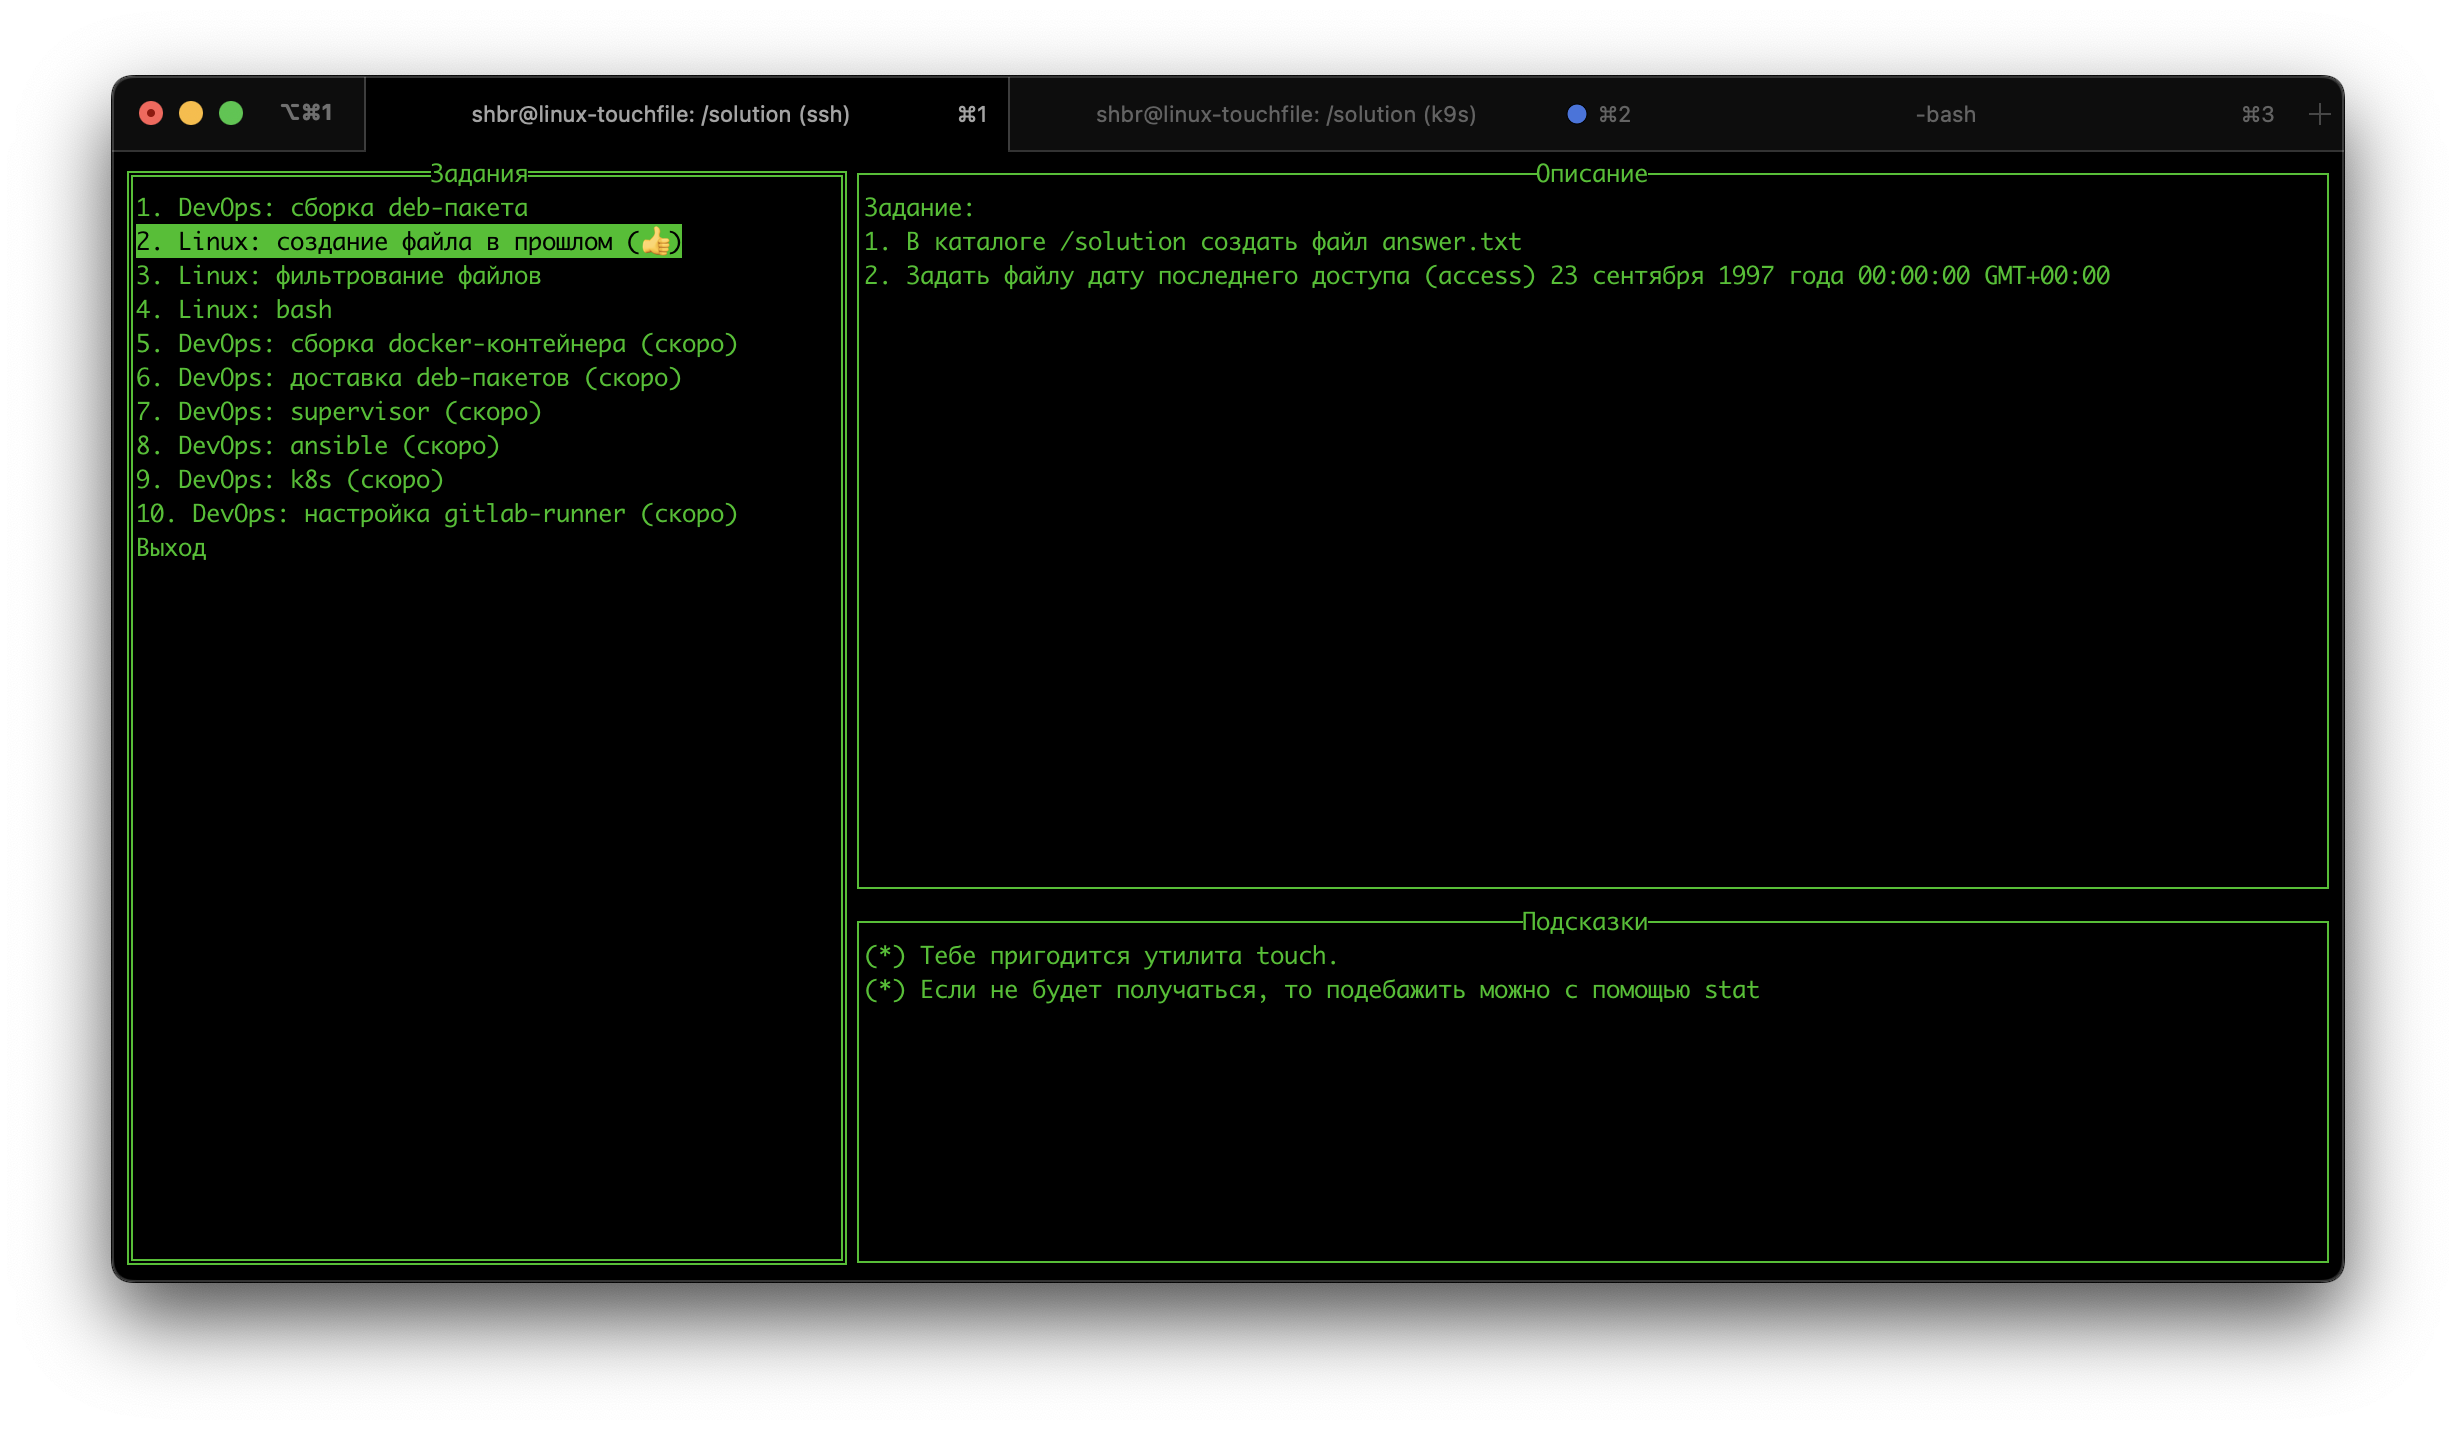 ⌥⌘1
shbr@linux-touchfile: /solution (ssh) ⌘1
shbr@linux-touchfile: /solution (k9s) ⌘2
-bash ⌘3
Задания
1. DevOps: сборка deb-пакета
2. Linux: создание файла в прошлом (👍)
3. Linux: фильтрование файлов
4. Linux: bash
5. DevOps: сборка docker-контейнера (скоро)
6. DevOps: доставка deb-пакетов (скоро)
7. DevOps: supervisor (скоро)
8. DevOps: ansible (скоро)
9. DevOps: k8s (скоро)
10. DevOps: настройка gitlab-runner (скоро)
Выход
Описание
Задание:
1. В каталоге /solution создать файл answer.txt
2. Задать файлу дату последнего доступа (access) 23 сентября 1997 года 00:00:00 GMT+00:00
Подсказки
(*) Тебе пригодится утилита touch.
(*) Если не будет получаться, то подебажить можно с помощью stat